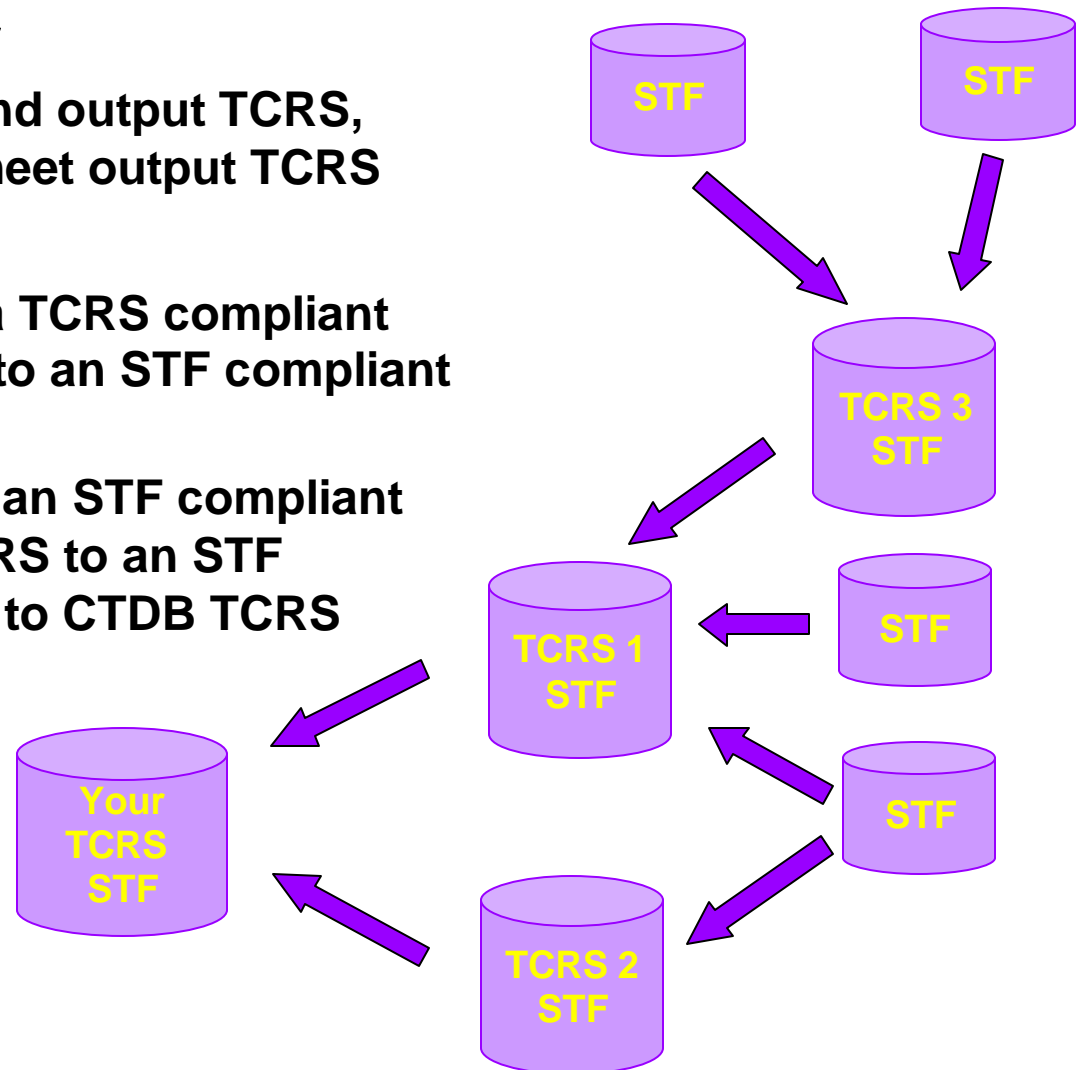 nd output TCRS,
neet output TCRS
a TCRS compliant
to an STF compliant
an STF compliant
RS to an STF
to CTDB TCRS
STF
STF
TCRS 3
STF
TCRS 1
STF
STF
STF
Your
TCRS
STF
TCRS 2
STF